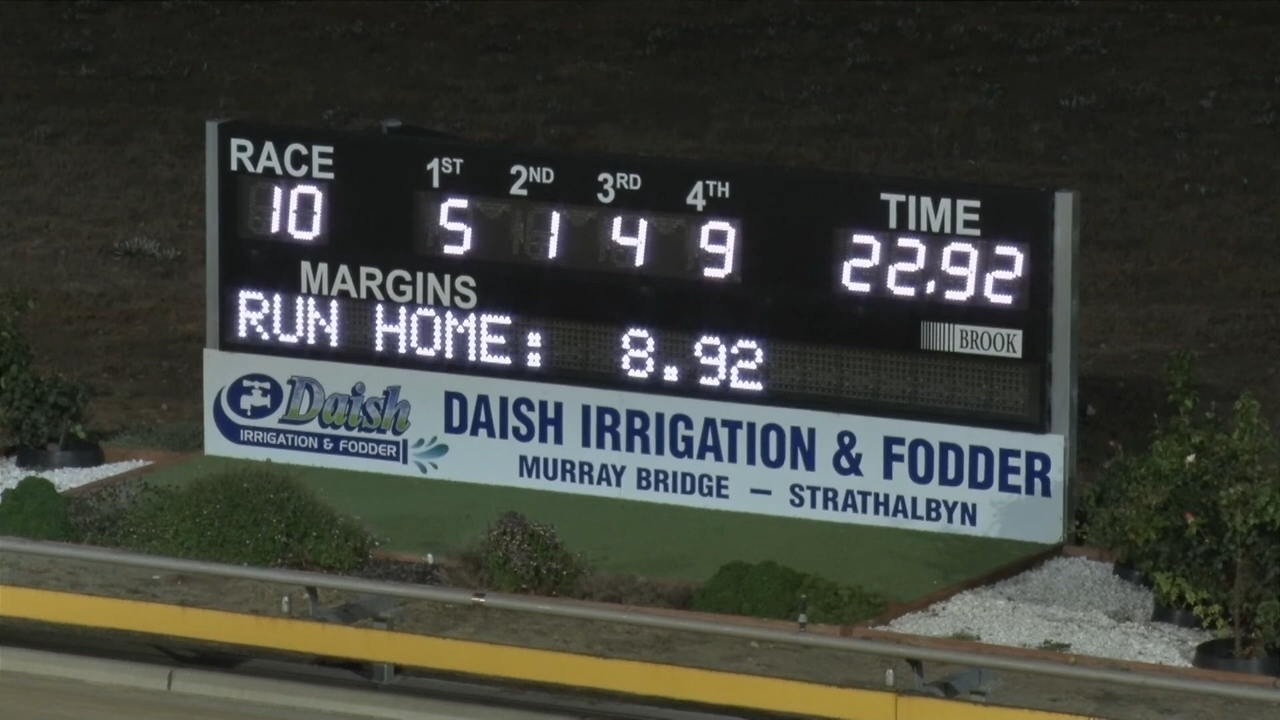 RACE 1ST 2ND 3RD 4TH TIME
10 5 1 4 9 22.92
MARGINS
RUN HOME: 8.92
BROOK
Daish
IRRIGATION & FODDER
DAISH IRRIGATION & FODDER
MURRAY BRIDGE – STRATHALBYN